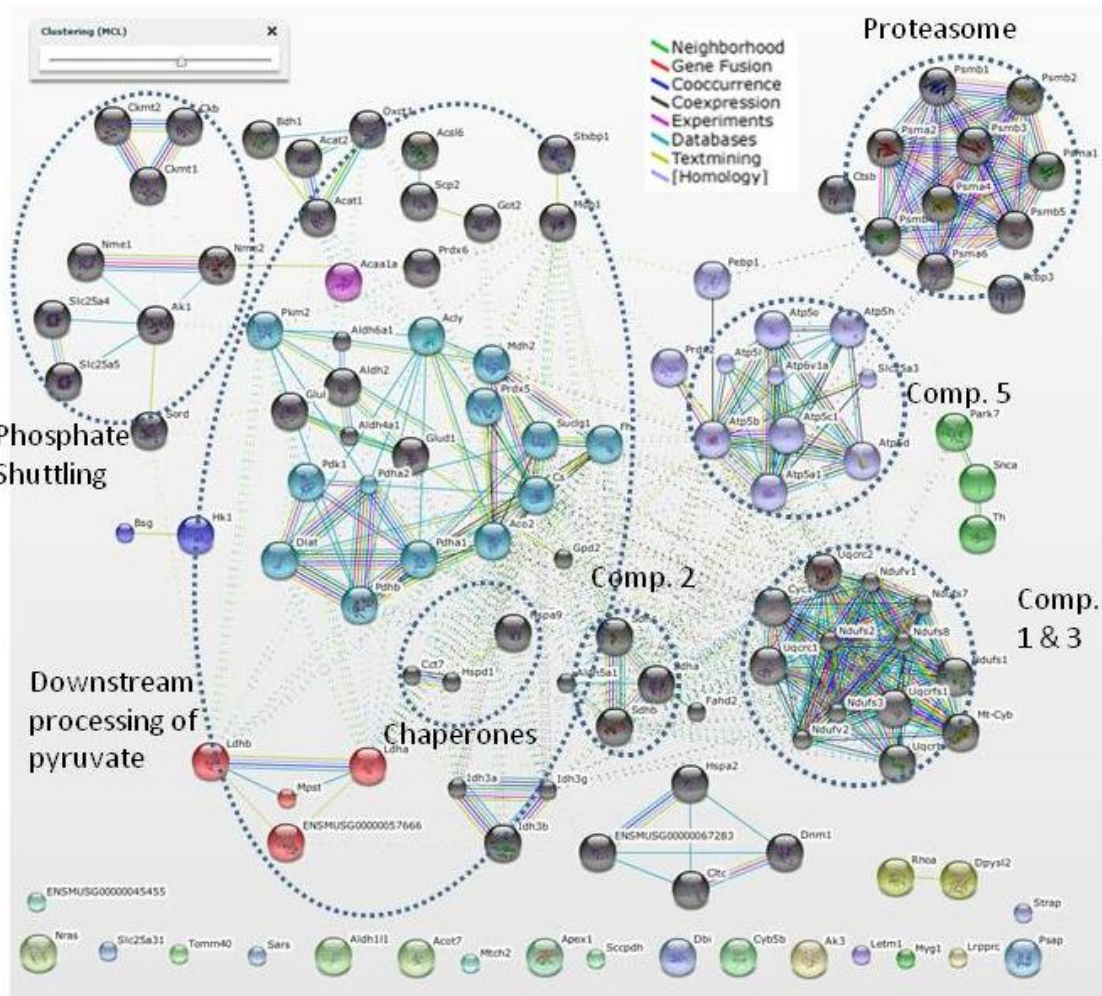 Clustering (MCL)
Neighborhood
Gene Fusion
Cooccurrence
Coexpression
Experiments
Databases
Textmining
[Homology]
Proteasome
Psmb1
Psmb2
Psma2
Psmb3
Psma1
Ctsb
Psma4
Psmb5
Psma6
Ckmt2
Ckb
Ckmt1
Bdh1
Acat2
Acsl6
Stxbp1
Acat1
Scp2
Got2
Nme1
Prdx6
Acaa1a
Pebp1
Slc25a4
Ak1
Slc25a5
Sord
Phosphate
Shuttling
Pkm2
Aldh6a1
Acly
Mdh2
Aldh2
Prdx5
Glul
Aldh4a1
Glud1
Suclg1
Pdk1
Pdha2
Cs
Aco2
Dlat
Pdha1
Pdhb
Gpd2
Bsg
Hk1
Atp5o
Atp5h
Atp6v1a
Slc25a3
Atp5b
Atp5c1
Atp5d
Atp5a1
Comp. 5
Park7
Snca
Th
Comp. 2
Hspa9
Cct7
Hspd1
Chaperones
Sdhb
Fahd2
Uqcrc2
Ndufv1
Ndufs7
Ndufs2
Ndufs8
Uqcrc1
Ndufs1
Ndufs3
Uqcrfs1
Ndufv2
Mt-Cyb
Comp.
1 & 3
Downstream
processing of
pyruvate
Ldhb
Ldha
Mpst
ENSMUSG00000057666
Idh3a
Idh3g
Idh3b
Hspa2
ENSMUSG00000067283
Dnm1
Cltc
Rhoa
Dpysl2
ENSMUSG00000045455
Strap
Nras
Slc25a31
Tomm40
Sars
Aldh1l1
Acot7
Mtch2
Apex1
Sccpdh
Dbi
Cyb5b
Ak3
Letm1
Myg1
Lrpprc
Psap